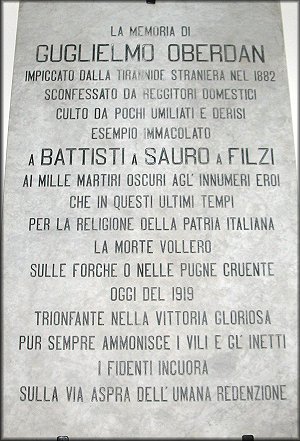 LA MEMORIA DI
GUGLIELMO OBERDAN
IMPICCATO DALLA TIRANNIDE STRANIERA NEL 1882
SCONFESSATO DA REGGITORI DOMESTICI
CULTO DA POCHI UMILIATI E DERISI
ESEMPIO IMMACOLATO
A BATTISTI A SAURO A FILZI
AI MILLE MARTIRI OSCURI AGL' INNUMERI EROI
CHE IN QUESTI ULTIMI TEMPI
PER LA RELIGIONE DELLA PATRIA ITALIANA
LA MORTE VOLLERO
SULLE FORCHE O NELLE PUGNE CRUENTE
OGGI DEL 1919
TRIONFANTE NELLA VITTORIA GLORIOSA
PUR SEMPRE AMMONISCE I VILI E GL' INETTI
I FIDENTI INCUORA
SULLA VIA ASPRA DELL' UMANA REDENZIONE